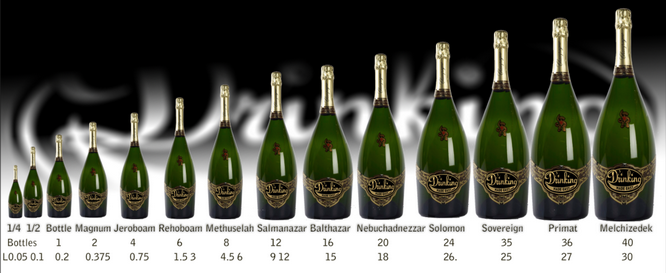 Drinking
1/4 1/2 Bottle Magnum Jeroboam Rehoboam Methuselah Salmanazar Balthazar Nebuchadnezzar Solomon Sovereign Primat Melchizedek
Bottles 1 2 4 6 8 12 16 20 24 35 36 40
L0.05 0.1 0.2 0.375 0.75 1.5 3 4.5 6 9 12 15 18 26. 25 27 30